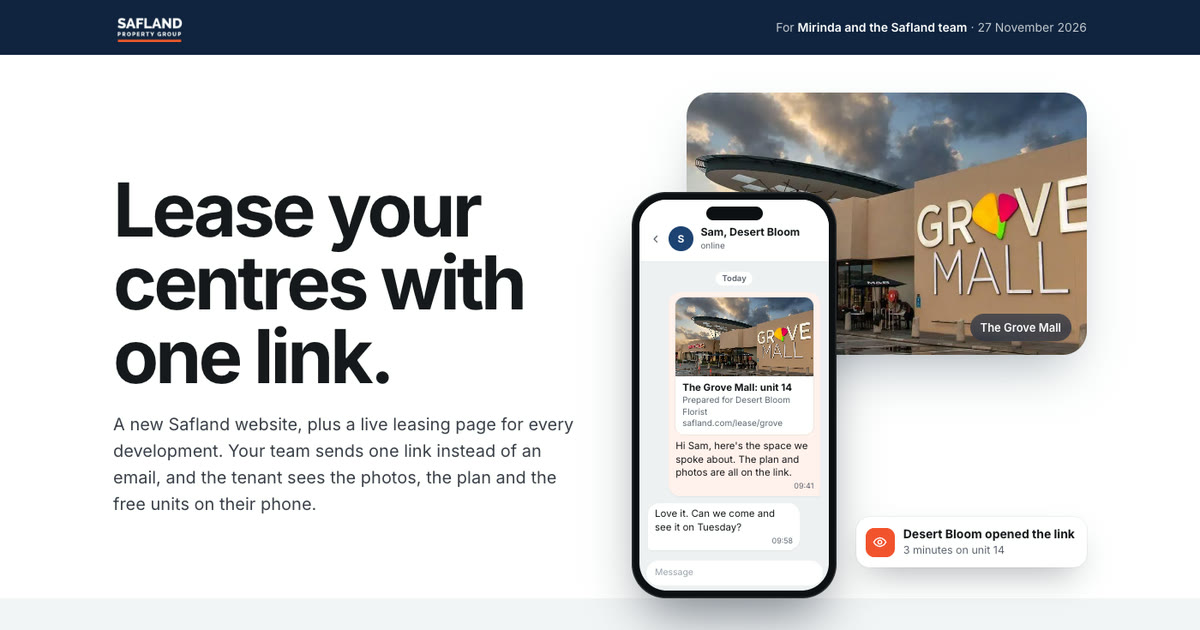 SAFLAND
PROPERTY GROUP
For Mirinda and the Safland team · 27 November 2026
Lease your
centres with
one link.
A new Safland website, plus a live leasing page for every
development. Your team sends one link instead of an
email, and the tenant sees the photos, the plan and the
free units on their phone.
GROVE
MALL
The Grove Mall
S
Sam, Desert Bloom
online
Today
GROVE
MALL
The Grove Mall: unit 14
Prepared for Desert Bloom
Florist
safland.com/lease/grove
Hi Sam, here's the space we
spoke about. The plan and
photos are all on the link.
09:41
Love it. Can we come and
see it on Tuesday?
09:58
Message
Desert Bloom opened the link
3 minutes on unit 14